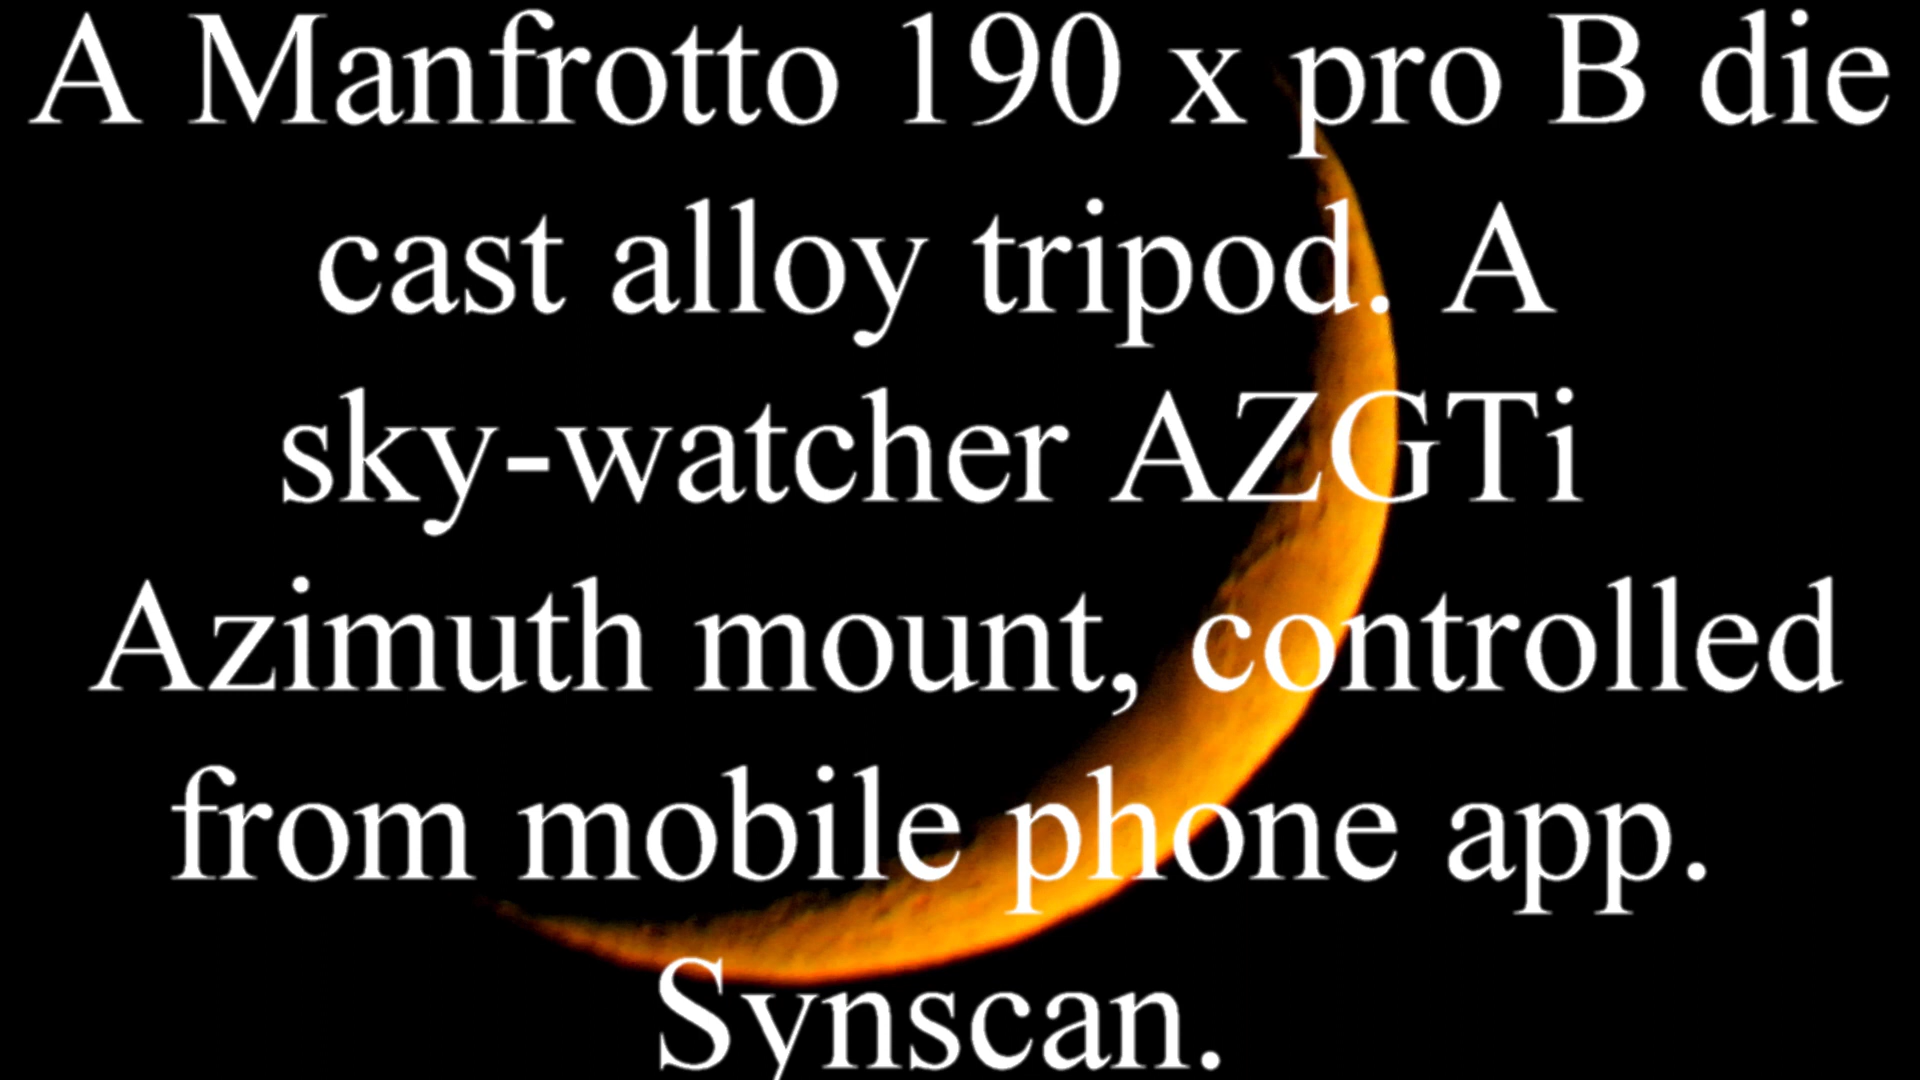 A Manfrotto 190 x pro B die
cast alloy tripod. A
sky-watcher AZGTi
Azimuth mount, controlled
from mobile phone app.
Synscan.